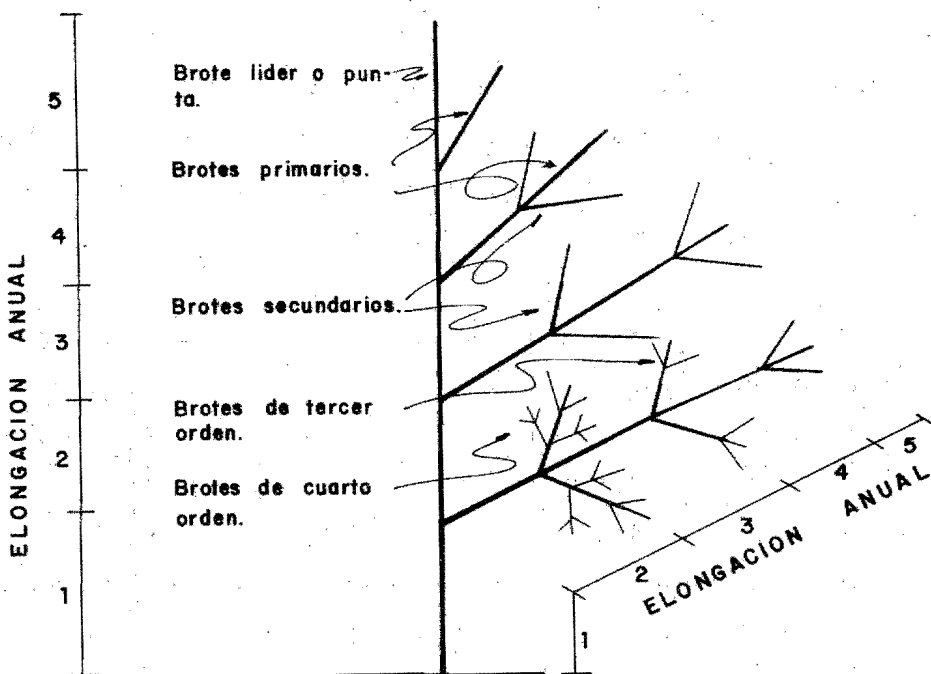 Brote lider o pun-
ta.
Brotes primarios.
Brotes secundarios.
Brotes de tercer
orden.
Brotes de cuarto
orden.
ELONGACION ANUAL
5
4
3
2
1
ELONGACION ANUAL
1
2
3
4
5